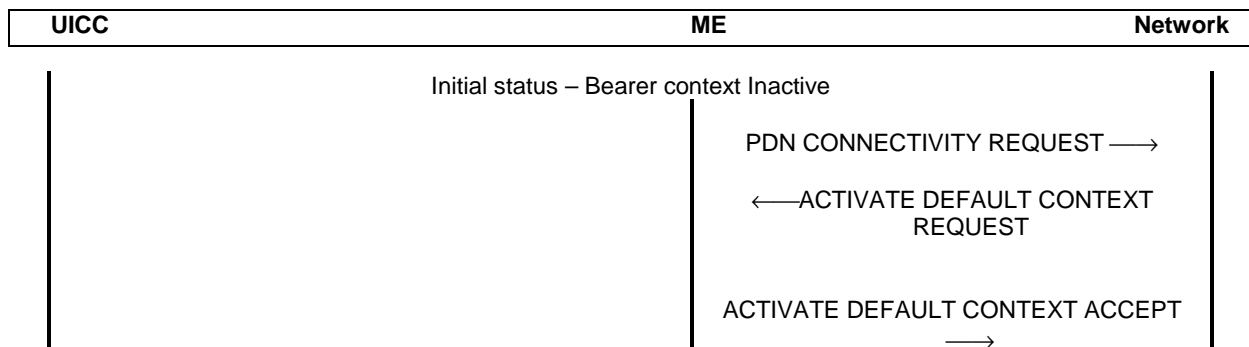 UICC ME Network
Initial status – Bearer context Inactive
PDN CONNECTIVITY REQUEST ⟶
⟵ACTIVATE DEFAULT CONTEXT
REQUEST
ACTIVATE DEFAULT CONTEXT ACCEPT
⟶